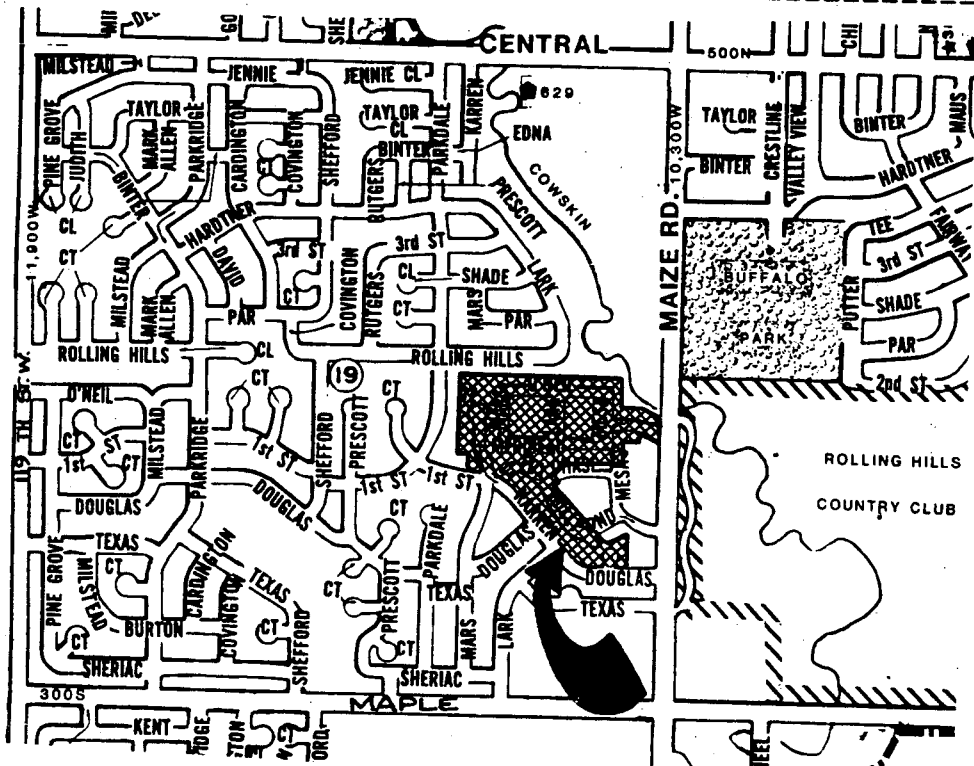 CENTRAL
500N
MILSTEAD
JENNIE
JENNIE CL
KARREN
629
TAYLOR
TAYLOR
CL
TAYLOR
EDNA
PINE GROVE
JUDITH
MARK
ALLEN
PARKRIDGE
CARDINGTON
CT
COVINGTON
SHEFFORD
BINTER
PARKDALE
BINTER
CRESTLINE
VALLEY VIEW
BINTER
MAUS
BINTER
HARDTNER
RUTGERS
PRESCOTT
COWSKIN
10,300W
HARDTNER
11,900W
CL
CT
DAVID
3rd ST
3rd ST
CT
COVINGTON
RUTGERS
CL
SHADE
LARK
CT
MARS
PAR
MAIZE RD.
BUFFALO
PARK
TEE
FAIRWAY
3rd ST
PUTTER
SHADE
PAR
2nd ST
MILSTEAD
MARK
ALLEN
PAR
ROLLING HILLS
CL
19
ROLLING HILLS
119 TH ST. W.
O'NEIL
CT
ST
1st
CT
MILSTEAD
PARKRIDGE
CT
1st ST
SHEFFORD
PRESCOTT
CT
1st ST
1st ST
MESA
ROLLING HILLS
COUNTRY CLUB
DOUGLAS
DOUGLAS
CT
PARKDALE
DOUGLAS
DOUGLAS
TEXAS
CT
CARDINGTON
TEXAS
CT
PRESCOTT
TEXAS
TEXAS
PINE GROVE
MILSTEAD
COVINGTON
CT
SHEFFORD
MARS
LARK
BURTON
CT
CT
SHERIAC
SHERIAC
300S
MAPLE
KENT
CT